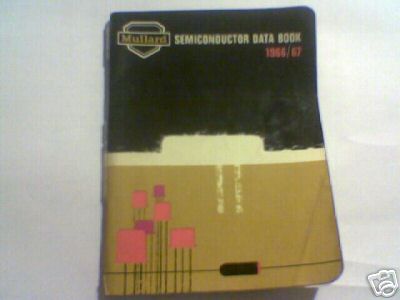 Mullard
SEMICONDUCTOR DATA BOOK
1966/67